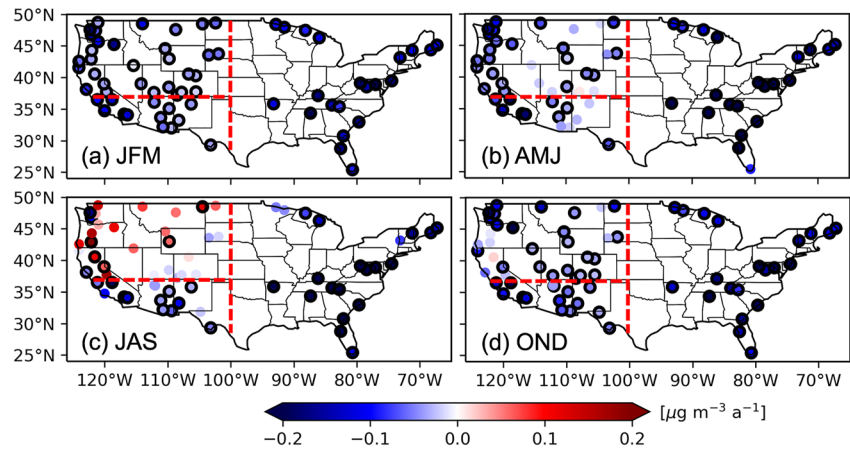 50°N
45°N
40°N
35°N
30°N
25°N
(a) JFM
(b) AMJ
50°N
45°N
40°N
35°N
30°N
25°N
(c) JAS
(d) OND
120°W 110°W 100°W 90°W 80°W 70°W
120°W 110°W 100°W 90°W 80°W 70°W
[μg m⁻³ a⁻¹]
−0.2 −0.1 0.0 0.1 0.2